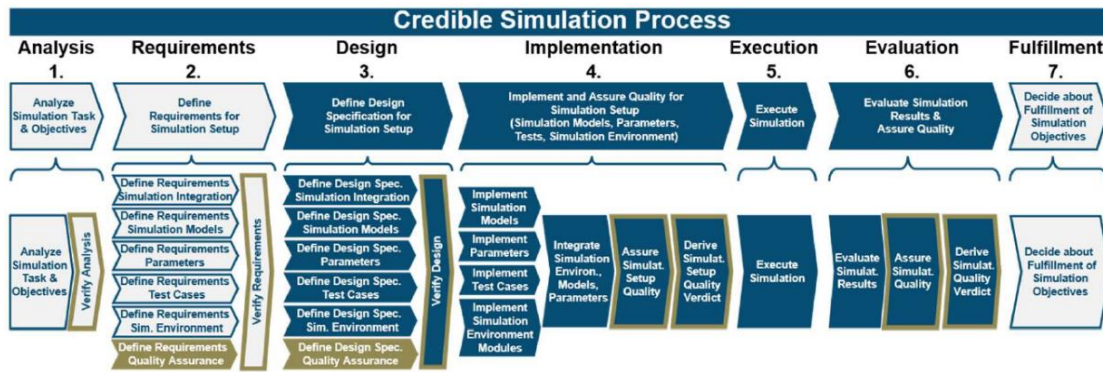 Credible Simulation Process
Analysis
1.
Requirements
2.
Design
3.
Implementation
4.
Execution
5.
Evaluation
6.
Fulfillment
7.
Analyze
Simulation Task
& Objectives
Define
Requirements for
Simulation Setup
Define Design
Specification for
Simulation Setup
Implement and Assure Quality for
Simulation Setup
(Simulation Models, Parameters,
Tests, Simulation Environment)
Execute
Simulation
Evaluate Simulation
Results &
Assure Quality
Decide about
Fulfillment of
Simulation
Objectives
Analyze
Simulation
Task &
Objectives
Verify Analysis
Define Requirements
Simulation Integration
Define Requirements
Simulation Models
Define Requirements
Parameters
Define Requirements
Test Cases
Define Requirements
Sim. Environment
Define Requirements
Quality Assurance
Verify Requirements
Define Design Spec.
Simulation Integration
Define Design Spec.
Simulation Models
Define Design Spec.
Parameters
Define Design Spec.
Test Cases
Define Design Spec.
Sim. Environment
Define Design Spec.
Quality Assurance
Verify Design
Implement
Simulation
Models
Implement
Parameters
Implement
Test Cases
Implement
Simulation
Environment
Modules
Integrate
Simulation
Environ.,
Models,
Parameters
Assure
Simulat.
Setup
Quality
Derive
Simulat.
Setup
Quality
Verdict
Execute
Simulation
Evaluate
Simulat.
Results
Assure
Simulat.
Quality
Derive
Simulat.
Quality
Verdict
Decide about
Fulfillment of
Simulation
Objectives